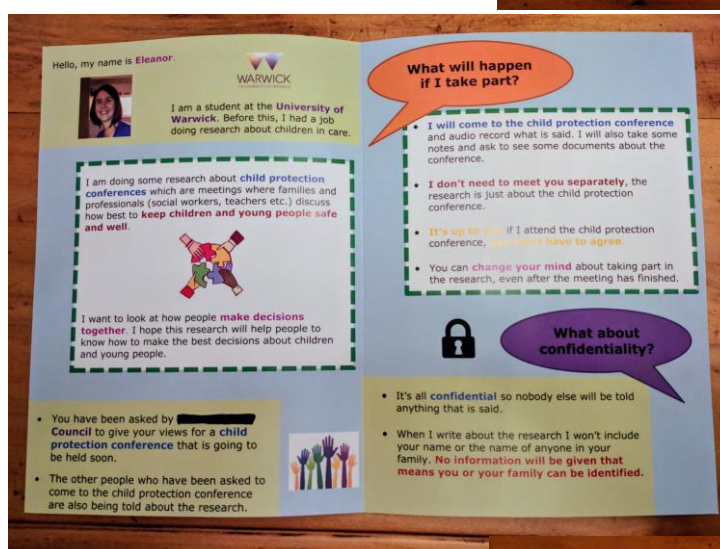 Hello, my name is Eleanor.
WARWICK
THE UNIVERSITY OF WARWICK
I am a student at the University of
Warwick. Before this, I had a job
doing research about children in care.
I am doing some research about child protection
conferences which are meetings where families and
professionals (social workers, teachers etc.) discuss
how best to keep children and young people safe
and well.
I want to look at how people make decisions
together. I hope this research will help people to
know how to make the best decisions about children
and young people.
• You have been asked by
Council to give your views for a child
protection conference that is going to
be held soon.
• The other people who have been asked to
come to the child protection conference
are also being told about the research.
What will happen
if I take part?
• I will come to the child protection conference
and audio record what is said. I will also take some
notes and ask to see some documents about the
conference.
• I don't need to meet you separately, the
research is just about the child protection
conference.
• It's up to you if I attend the child protection
conference, you don't have to agree.
• You can change your mind about taking part in
the research, even after the meeting has finished.
What about
confidentiality?
• It's all confidential so nobody else will be told
anything that is said.
• When I write about the research I won't include
your name or the name of anyone in your
family. No information will be given that
means you or your family can be identified.